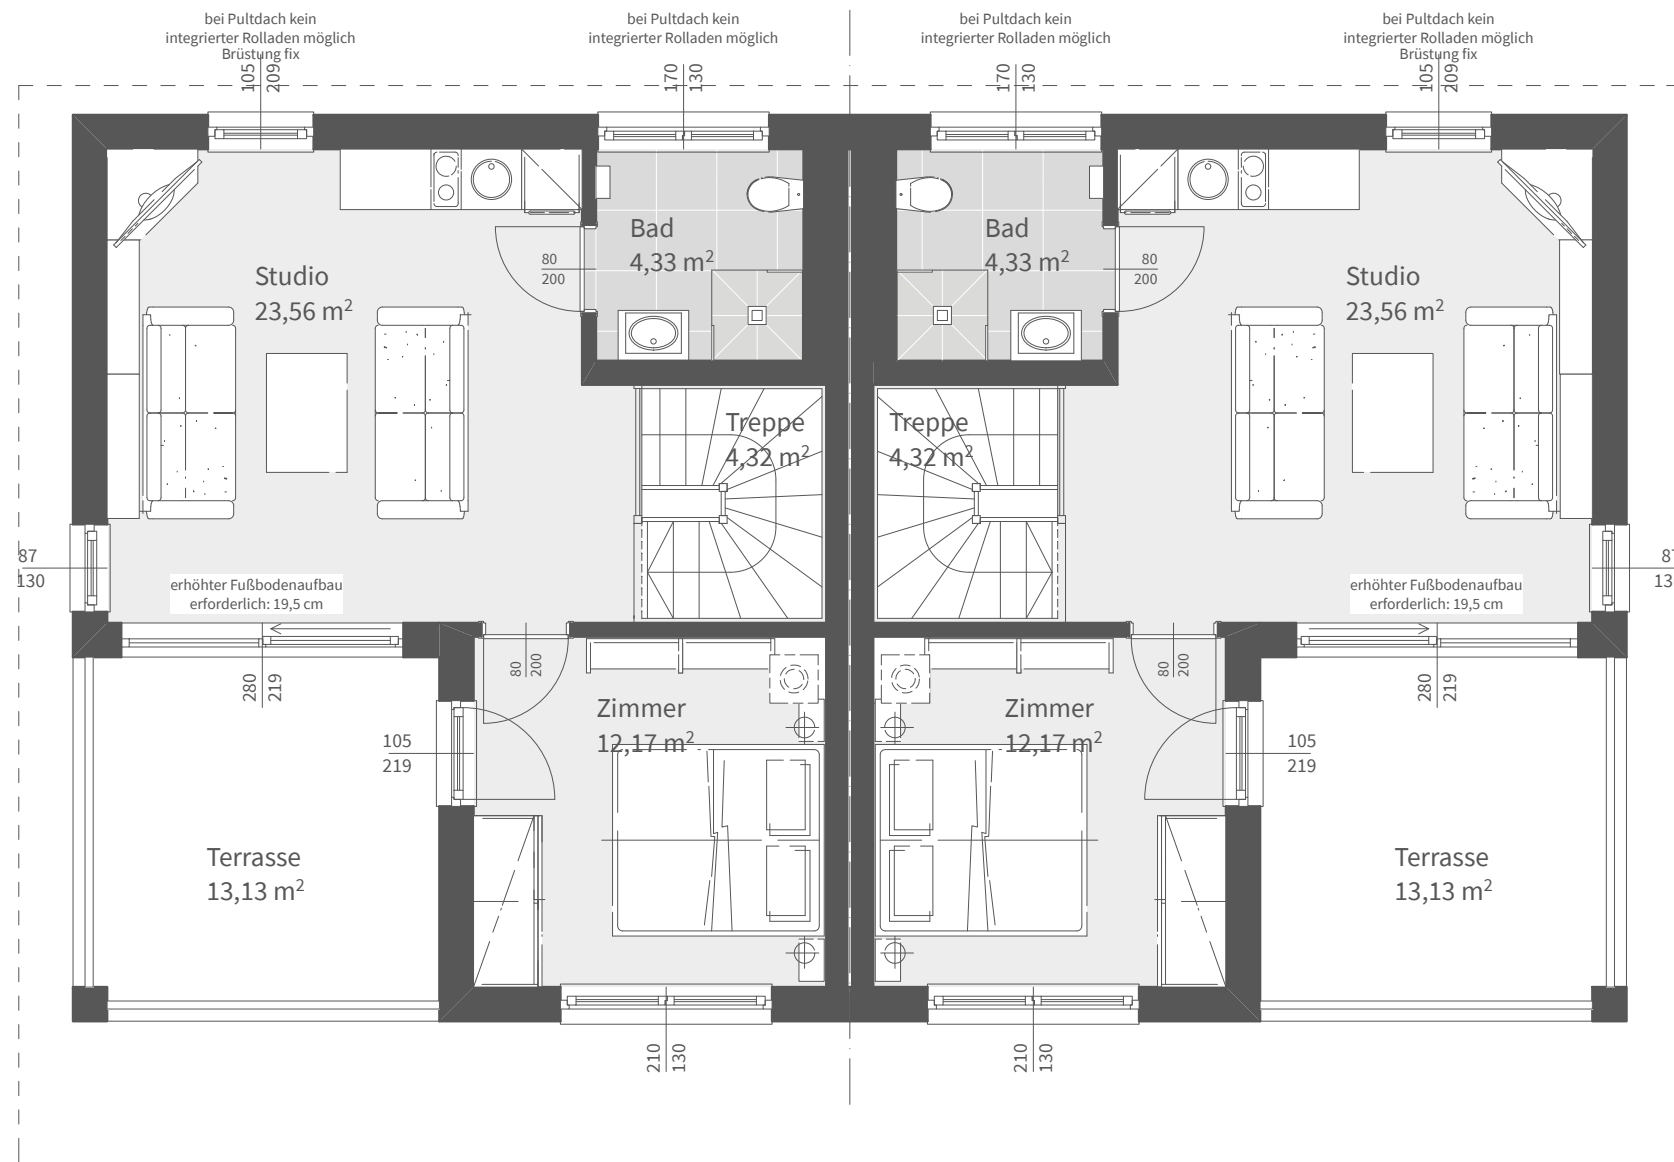 bei Pultdach kein
integrierter Rolladen möglich
Brüstung fix
105
209
bei Pultdach kein
integrierter Rolladen möglich
170
130
bei Pultdach kein
integrierter Rolladen möglich
170
130
bei Pultdach kein
integrierter Rolladen möglich
Brüstung fix
105
209
Studio
23,56 m²
Bad
4,33 m²
80
200
Bad
4,33 m²
80
200
Studio
23,56 m²
Treppe
4,32 m²
Treppe
4,32 m²
87
130
erhöhter Fußbodenaufbau
erforderlich: 19,5 cm
erhöhter Fußbodenaufbau
erforderlich: 19,5 cm
280
219
80
200
80
200
280
219
Zimmer
12,17 m²
Zimmer
12,17 m²
105
219
105
219
Terrasse
13,13 m²
Terrasse
13,13 m²
210
130
210
130